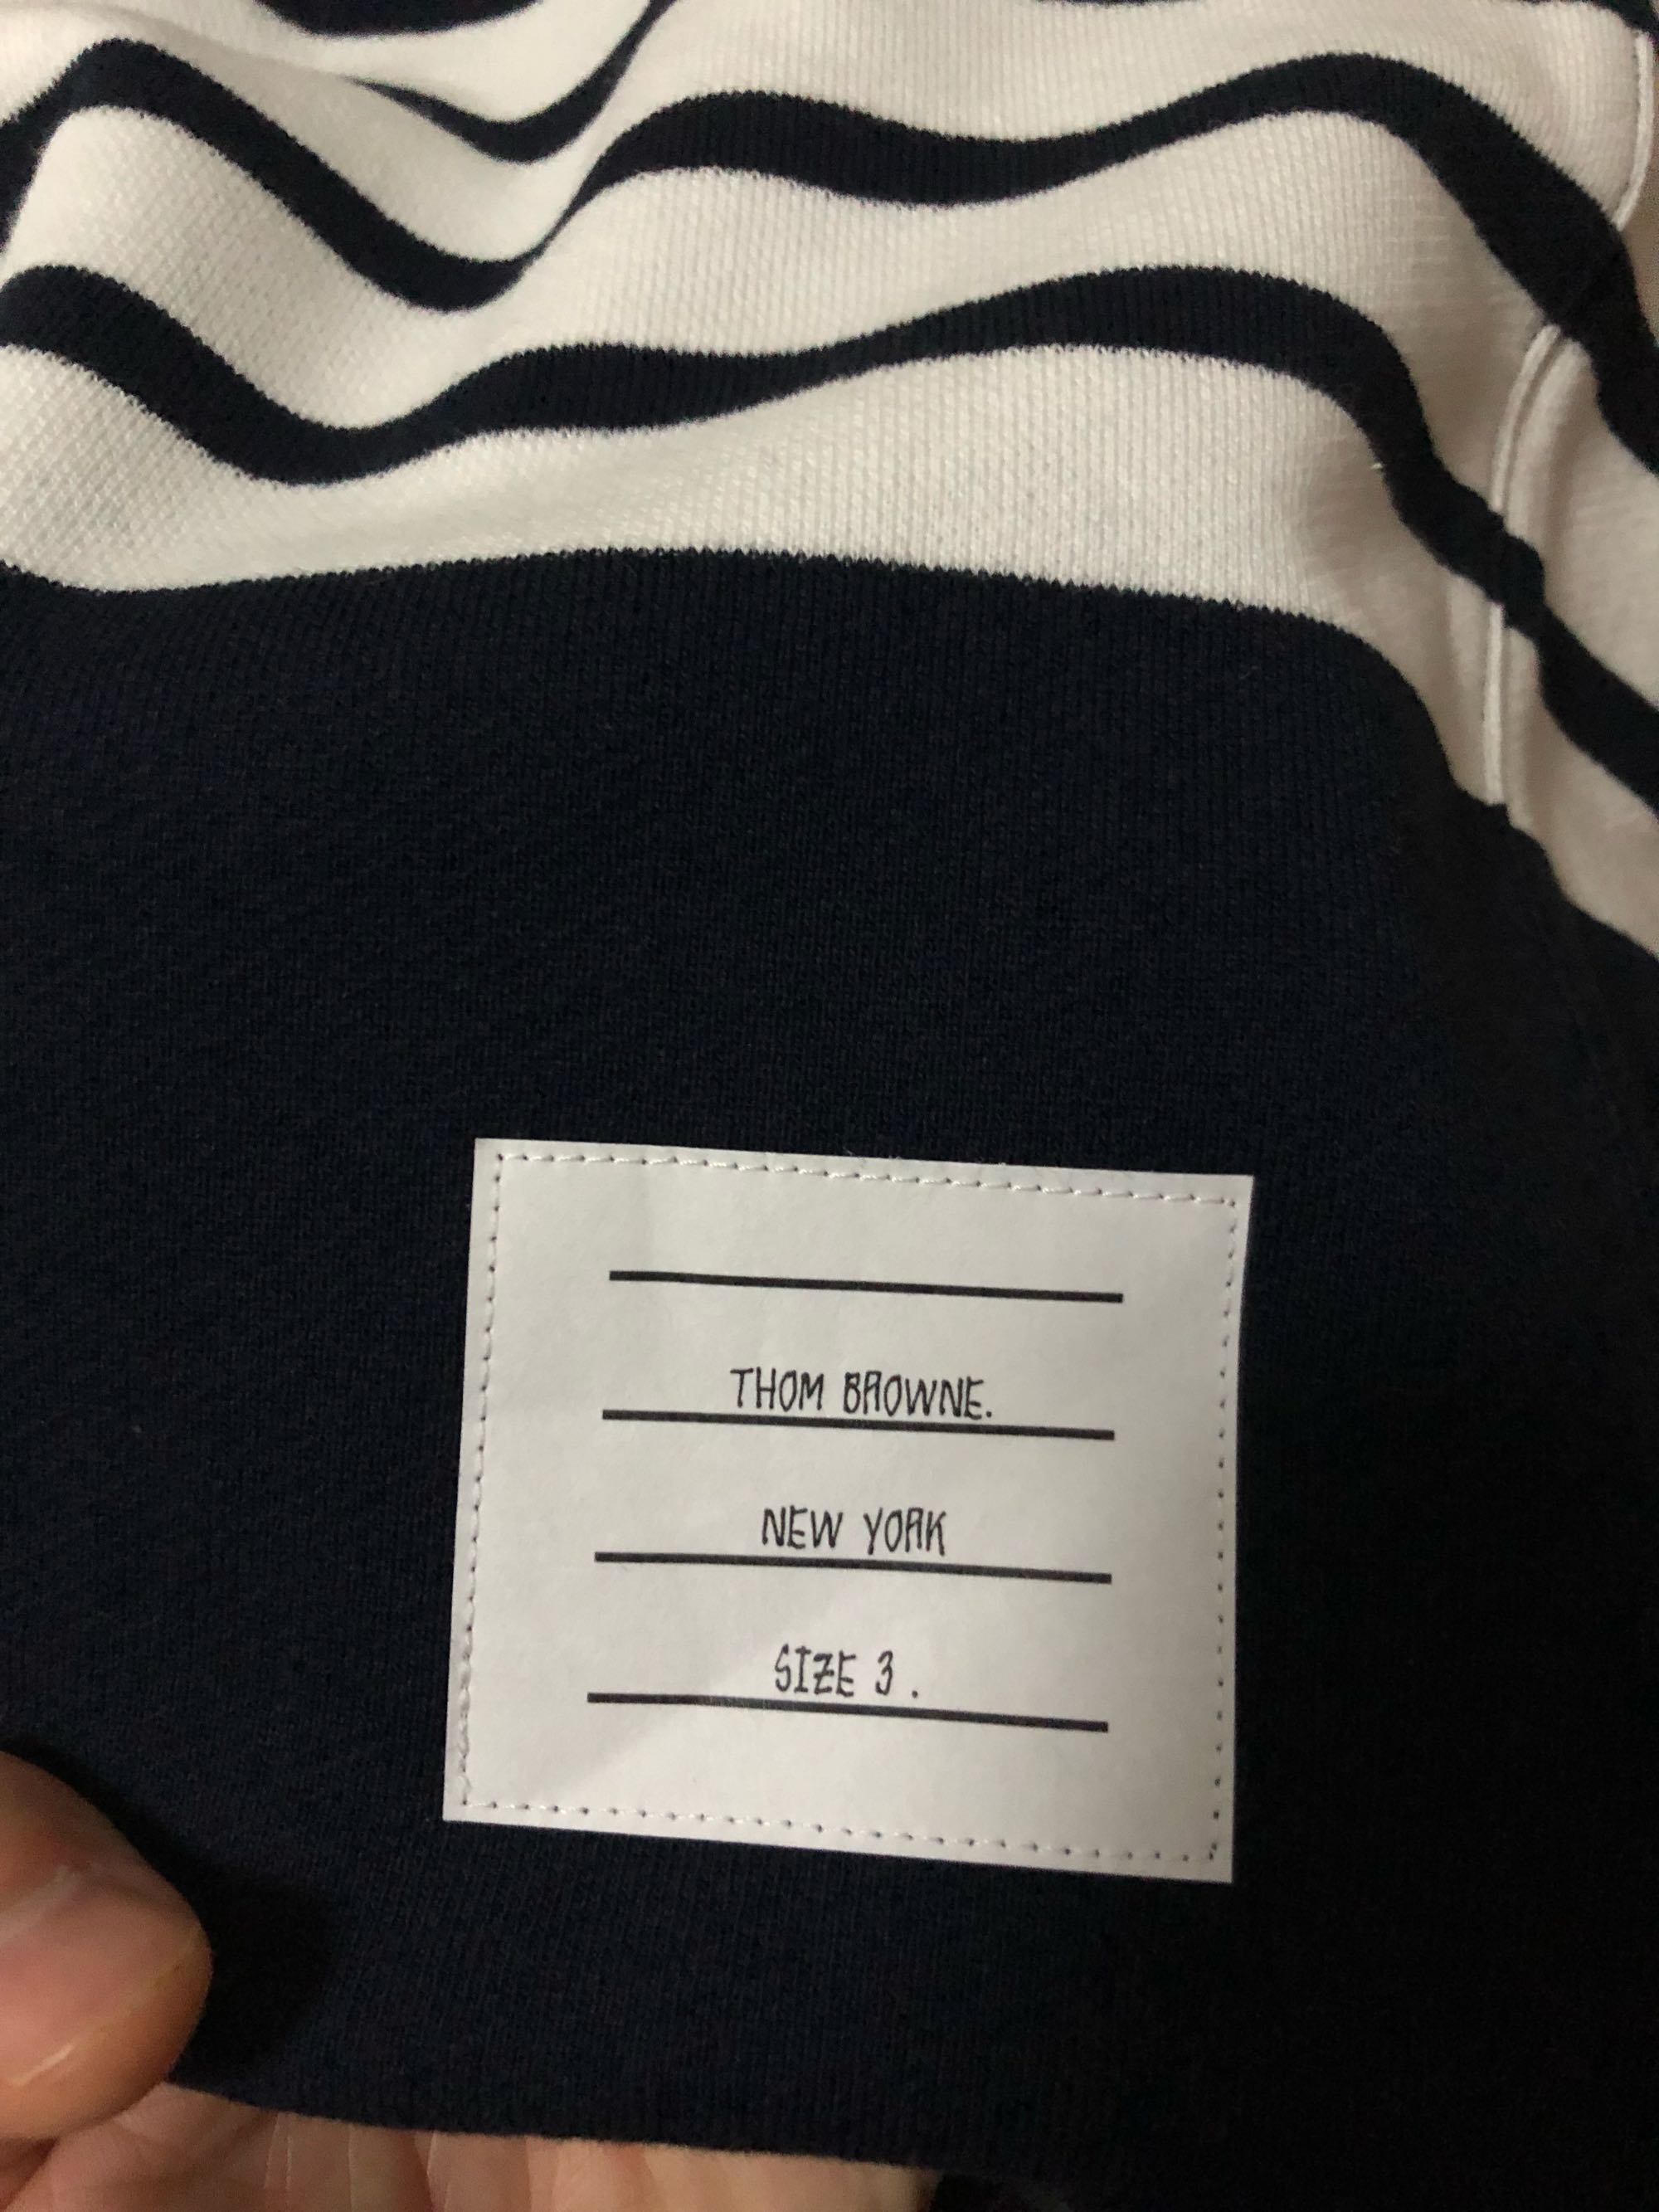 THOM BROWNE.
NEW YORK
SIZE 3 .